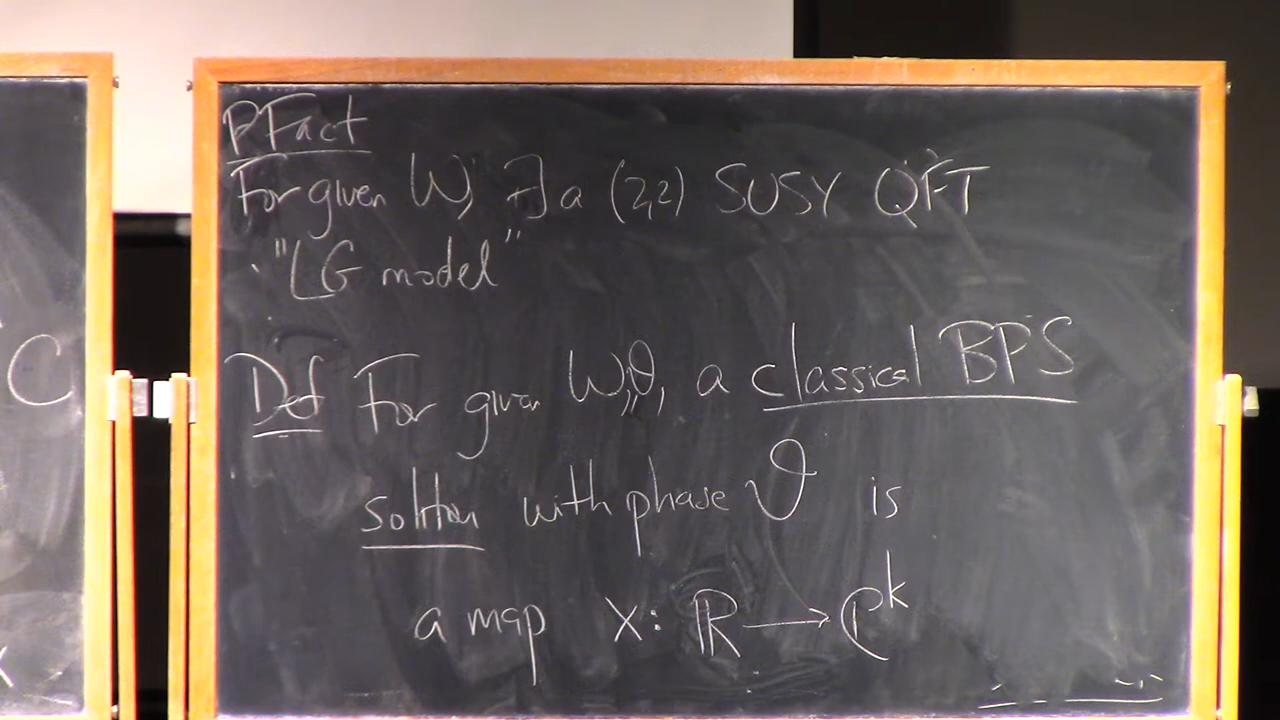 PFact
For given W, ∃ a (2,2) SUSY QFT
"LG model"
Def For given W, ϑ, a classical BPS
soliton with phase ϑ is
a map X: ℝ → ℂ^k
C
X